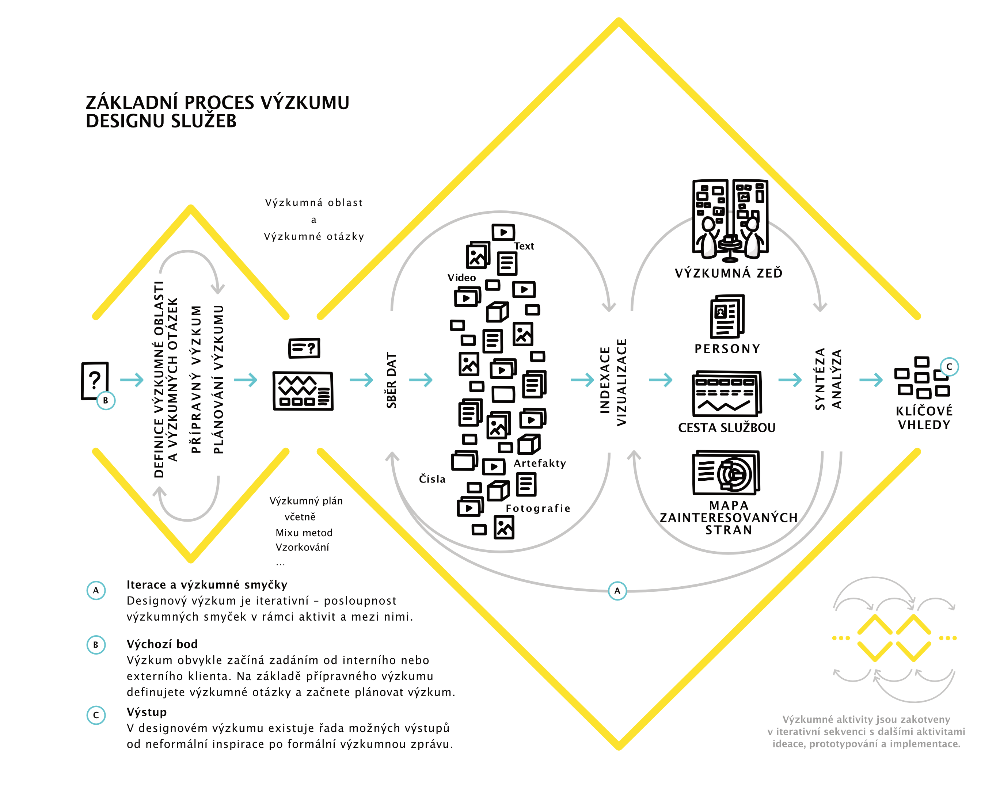 ZÁKLADNÍ PROCES VÝZKUMU
DESIGNU SLUŽEB
?
B
DEFINICE VÝZKUMNÉ OBLASTI
A VÝZKUMNÝCH OTÁZEK
PŘÍPRAVNÝ VÝZKUM
PLÁNOVÁNÍ VÝZKUMU
Výzkumná oblast
a
Výzkumné otázky
?
Výzkumný plán
včetně
Mixu metod
Vzorkování
...
SBĚR DAT
Text
Video
Artefakty
Čísla
Fotografie
INDEXACE
VIZUALIZACE
VÝZKUMNÁ ZEĎ
PERSONY
CESTA SLUŽBOU
MAPA
ZAINTERESOVANÝCH
STRAN
SYNTÉZA
ANALÝZA
C
KLÍČOVÉ
VHLEDY
A
A
Iterace a výzkumné smyčky
Designový výzkum je iterativní – posloupnost
výzkumných smyček v rámci aktivit a mezi nimi.
B
Výchozí bod
Výzkum obvykle začíná zadáním od interního nebo
externího klienta. Na základě přípravného výzkumu
definujete výzkumné otázky a začnete plánovat výzkum.
C
Výstup
V designovém výzkumu existuje řada možných výstupů
od neformální inspirace po formální výzkumnou zprávu.
Výzkumné aktivity jsou zakotveny
v iterativní sekvenci s dalšími aktivitami
ideace, prototypování a implementace.